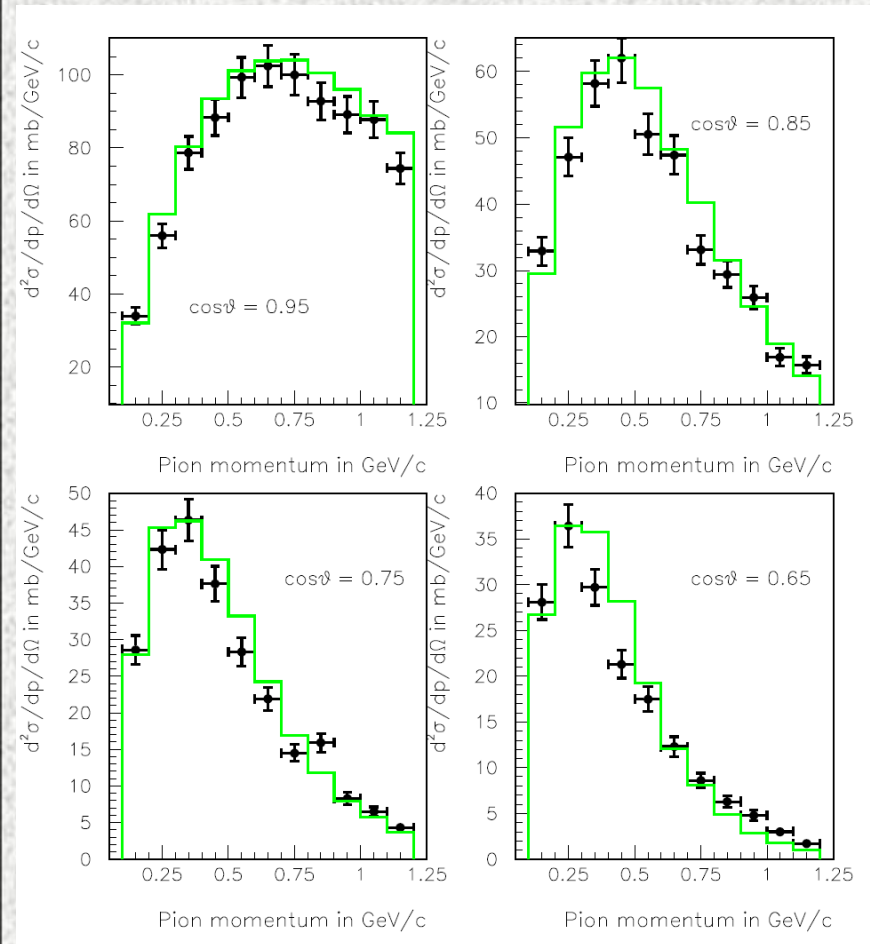 d²σ/dp/dΩ in mb/GeV/c
100
80
60
40
20
cosϑ = 0.95
0.25 0.5 0.75 1 1.25
Pion momentum in GeV/c
d²σ/dp/dΩ in mb/GeV/c
60
50
40
30
20
10
cosϑ = 0.85
0.25 0.75 1 1.25
Pion momentum in GeV/c
d²σ/dp/dΩ in mb/GeV/c
50
45
40
35
30
25
20
15
10
5
0
cosϑ = 0.75
0.25 0.5 0.75 1 1.25
Pion momentum in GeV/c
d²σ/dp/dΩ in mb/GeV/c
40
35
30
25
20
15
10
5
0
cosϑ = 0.65
0.25 0.75 1 1.25
Pion momentum in GeV/c